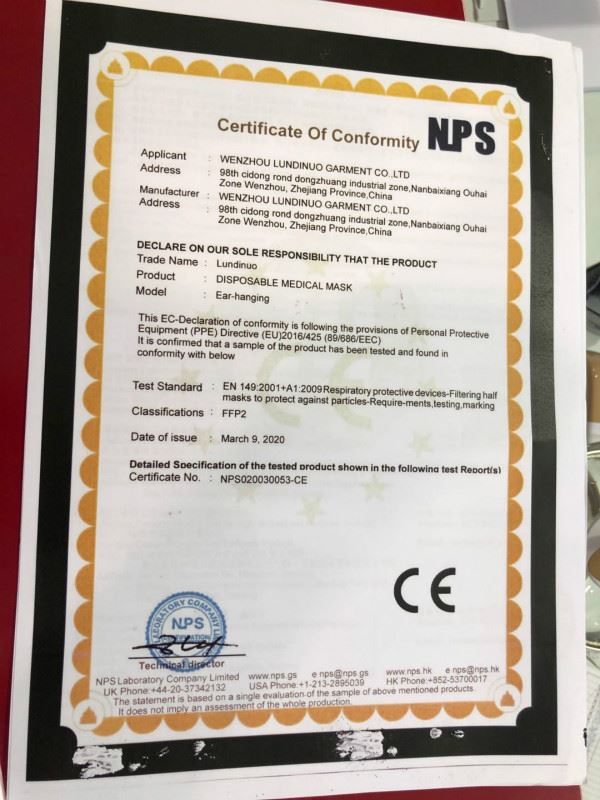 Certificate Of Conformity NPS
Applicant : WENZHOU LUNDINUO GARMENT CO.,LTD
Address : 98th cidong rond dongzhuang industrial zone,Nanbaixiang Ouhai
Zone Wenzhou, Zhejiang Province,China
Manufacturer : WENZHOU LUNDINUO GARMENT CO.,LTD
Address : 98th cidong rond dongzhuang industrial zone,Nanbaixiang Ouhai
Zone Wenzhou, Zhejiang Province,China
DECLARE ON OUR SOLE RESPONSIBILITY THAT THE PRODUCT
Trade Name : Lundinuo
Product : DISPOSABLE MEDICAL MASK
Model : Ear-hanging
This EC-Declaration of conformity is following the provisions of Personal Protective
Equipment (PPE) Directive (EU)2016/425 (89/686/EEC)
It is confirmed that a sample of the product has been tested and found in
conformity with below
Test Standard : EN 149:2001+A1:2009 Respiratory protective devices-Filtering half
masks to protect against particles-Require-ments,testing,marking
Classifications : FFP2
Date of issue : March 9, 2020
Detailed Specification of the tested product shown in the following test Report(s)
Certificate No. : NPS020030053-CE
CE
NPS
Technical director
NPS Laboratory Company Limited www.nps.gs e nps@nps.gs www.nps.hk e nps@nps.hk
UK Phone:+44-20-37342132 USA Phone:+1-213-2895039 HK Phone:+852-53700017
The statement is based on a single evaluation of the sample of above mentioned products.
It does not imply an assessment of the whole production.